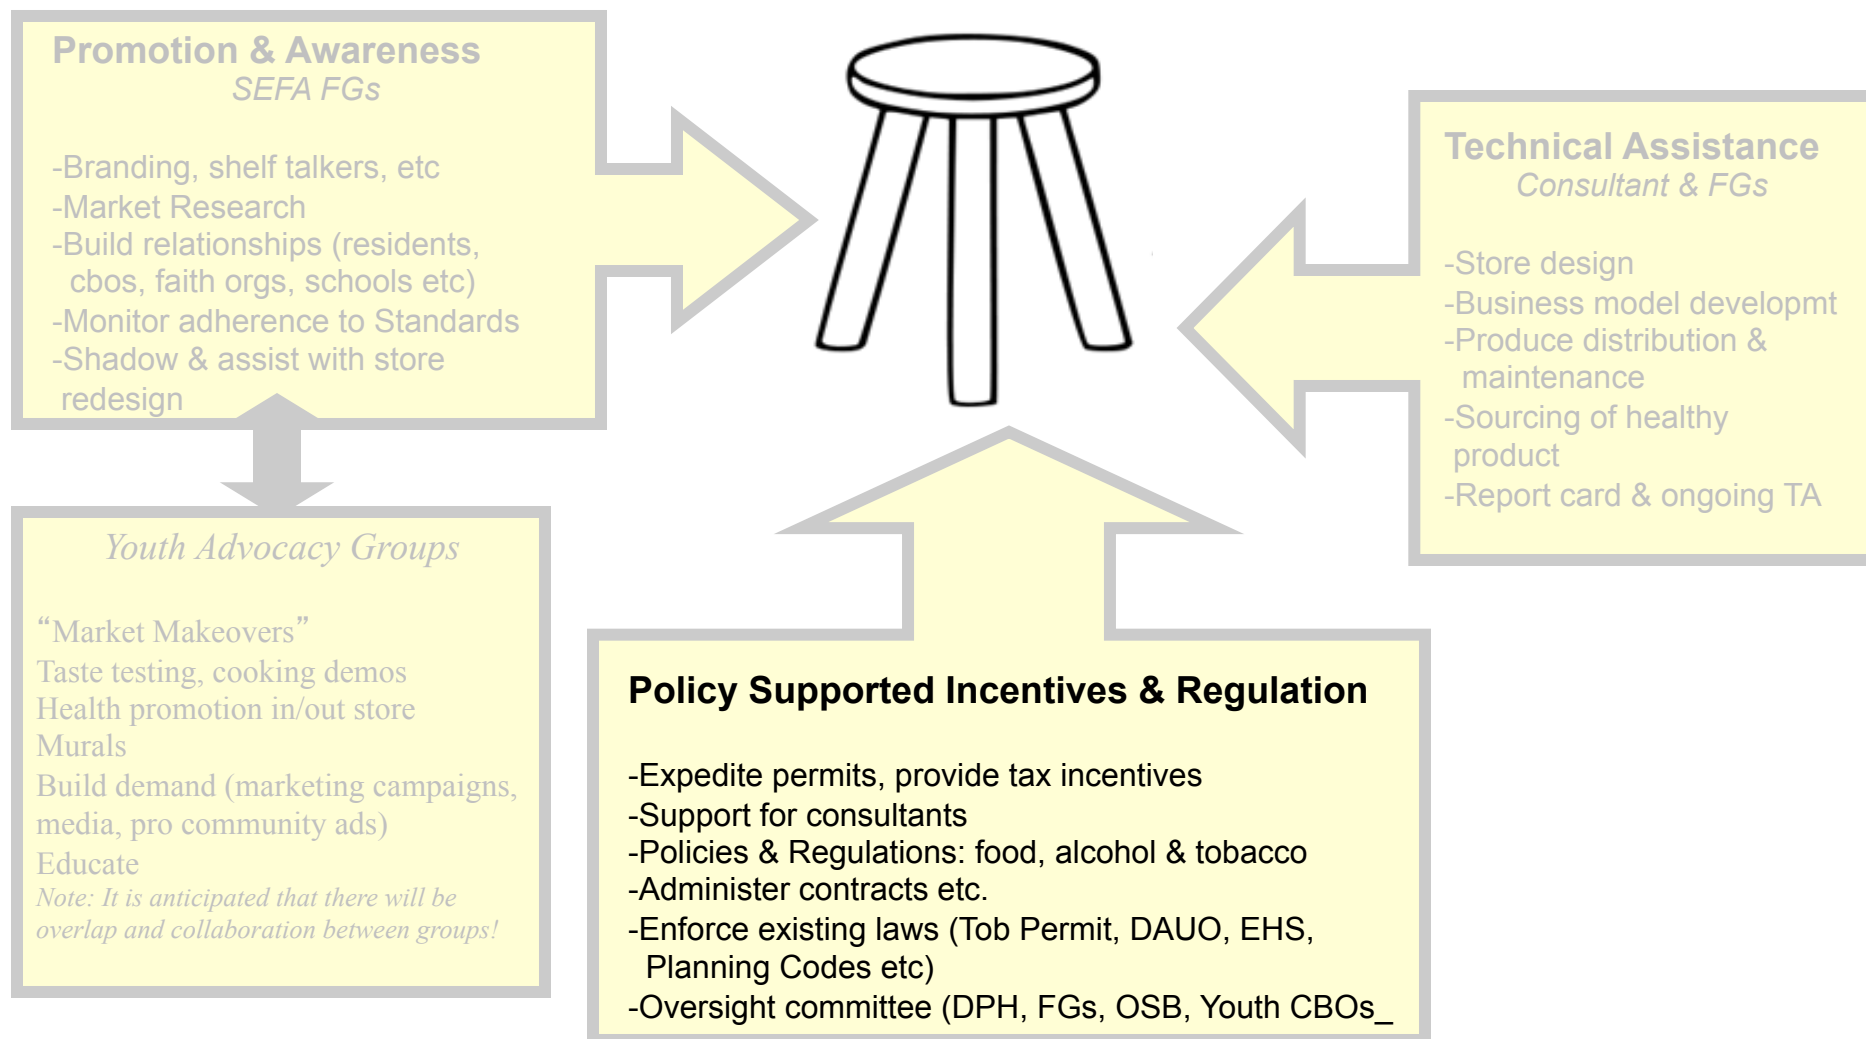 Promotion & Awareness
SEFA FGs
-Branding, shelf talkers, etc
-Market Research
-Build relationships (residents,
cbos, faith orgs, schools etc)
-Monitor adherence to Standards
-Shadow & assist with store
redesign
Youth Advocacy Groups
“Market Makeovers”
Taste testing, cooking demos
Health promotion in/out store
Murals
Build demand (marketing campaigns,
media, pro community ads)
Educate
Note: It is anticipated that there will be
overlap and collaboration between groups!
Policy Supported Incentives & Regulation
-Expedite permits, provide tax incentives
-Support for consultants
-Policies & Regulations: food, alcohol & tobacco
-Administer contracts etc.
-Enforce existing laws (Tob Permit, DAUO, EHS,
Planning Codes etc)
-Oversight committee (DPH, FGs, OSB, Youth CBOs_
Technical Assistance
Consultant & FGs
-Store design
-Business model developmt
-Produce distribution &
maintenance
-Sourcing of healthy
product
-Report card & ongoing TA